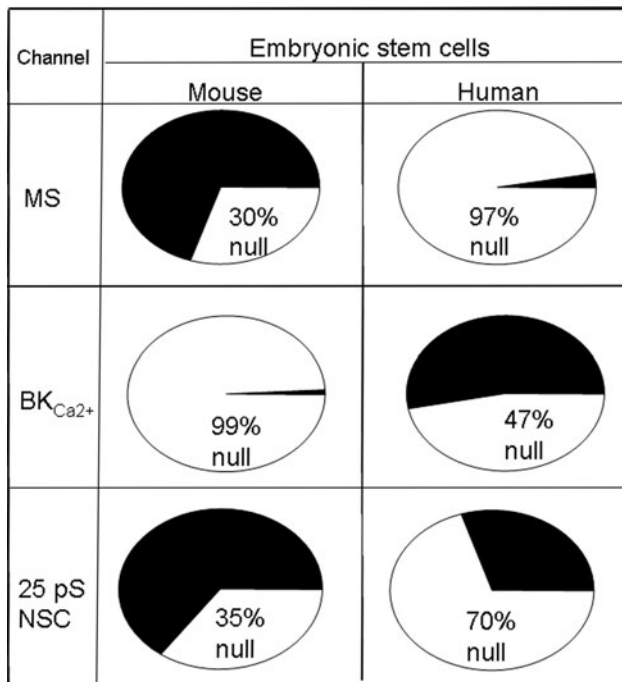 Channel
Embryonic stem cells
Mouse
Human
MS
30%
null
97%
null
BKCa2+
99%
null
47%
null
25 pS
NSC
35%
null
70%
null